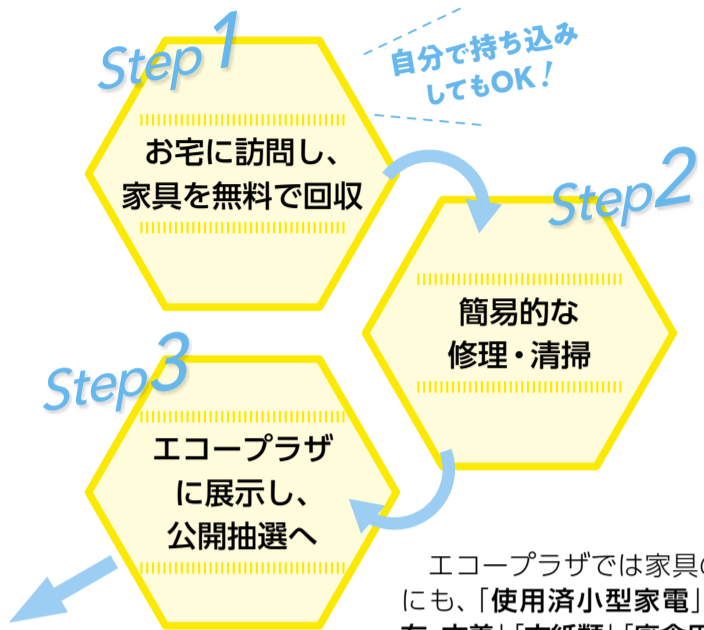 Step1
自分で持ち込み
してもOK!
お宅に訪問し、
家具を無料で回収
Step2
簡易的な
修理・清掃
Step3
エコープラザ
に展示し、
公開抽選へ
エコープラザでは家具の
にも、「使用済小型家電」